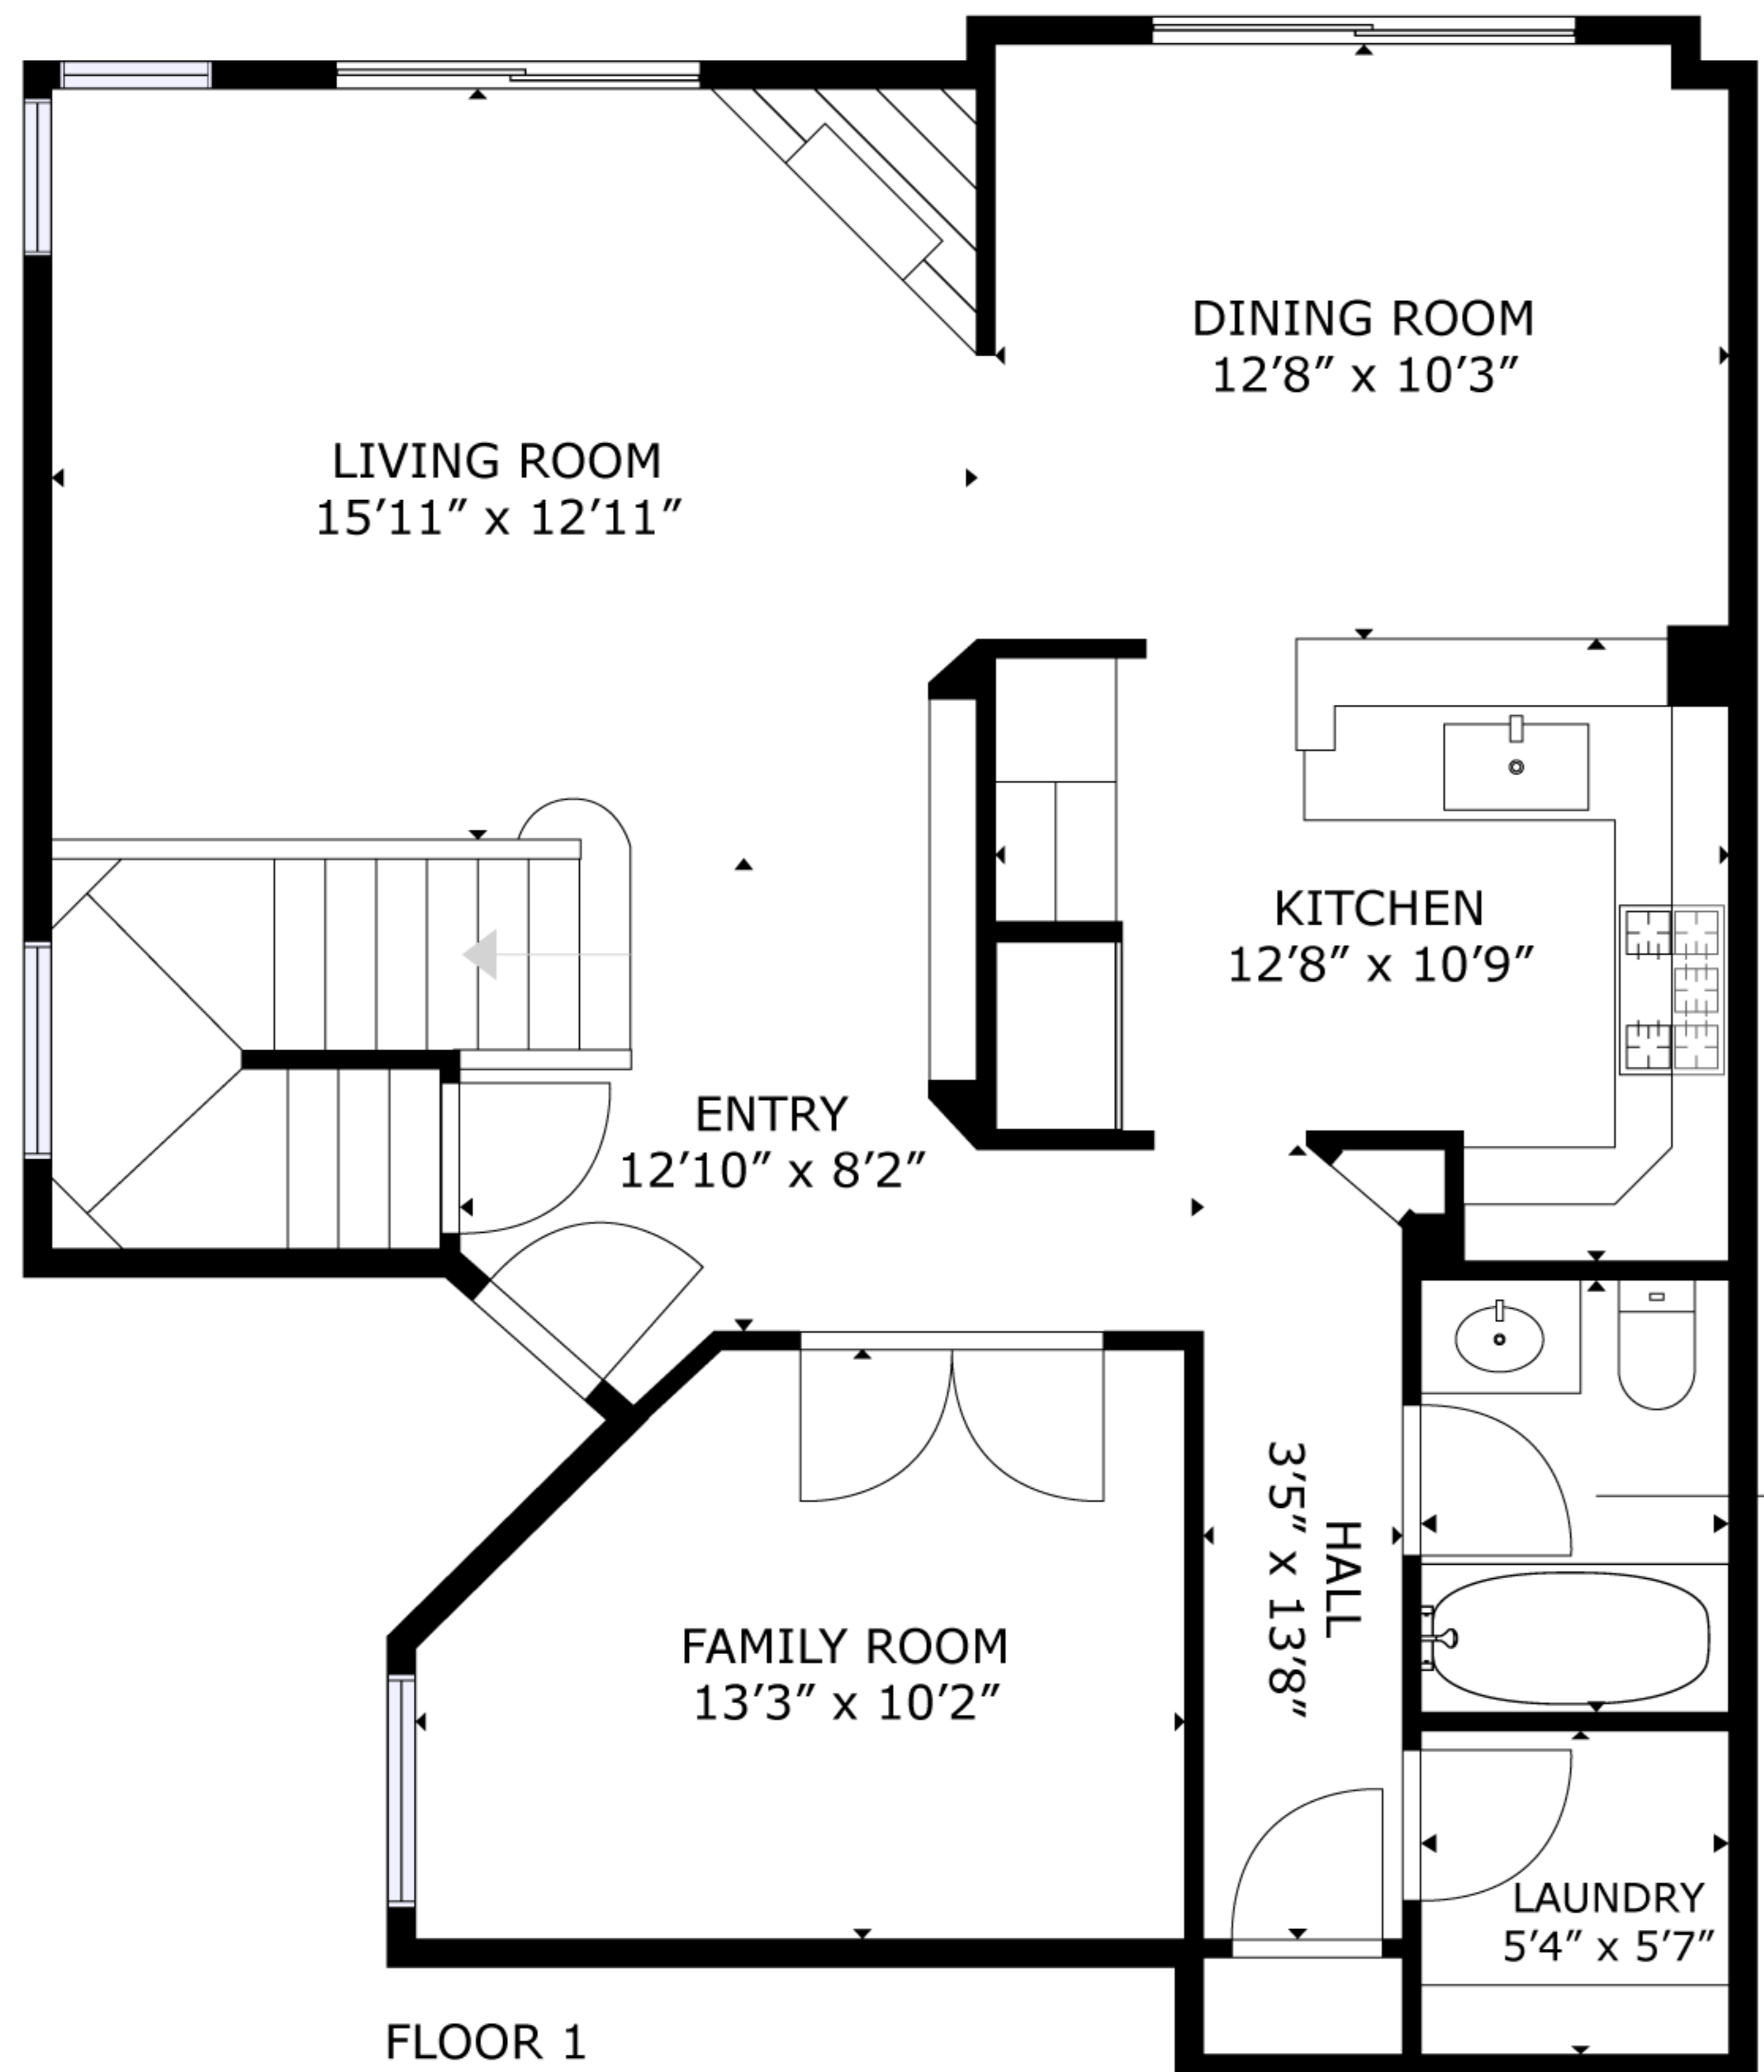 DINING ROOM
12’8” x 10’3”
LIVING ROOM
15’11” x 12’11”
KITCHEN
12’8” x 10’9”
ENTRY
12’10” x 8’2”
HALL
3’5” x 13’8”
FAMILY ROOM
13’3” x 10’2”
LAUNDRY
5’4” x 5’7”
FLOOR 1